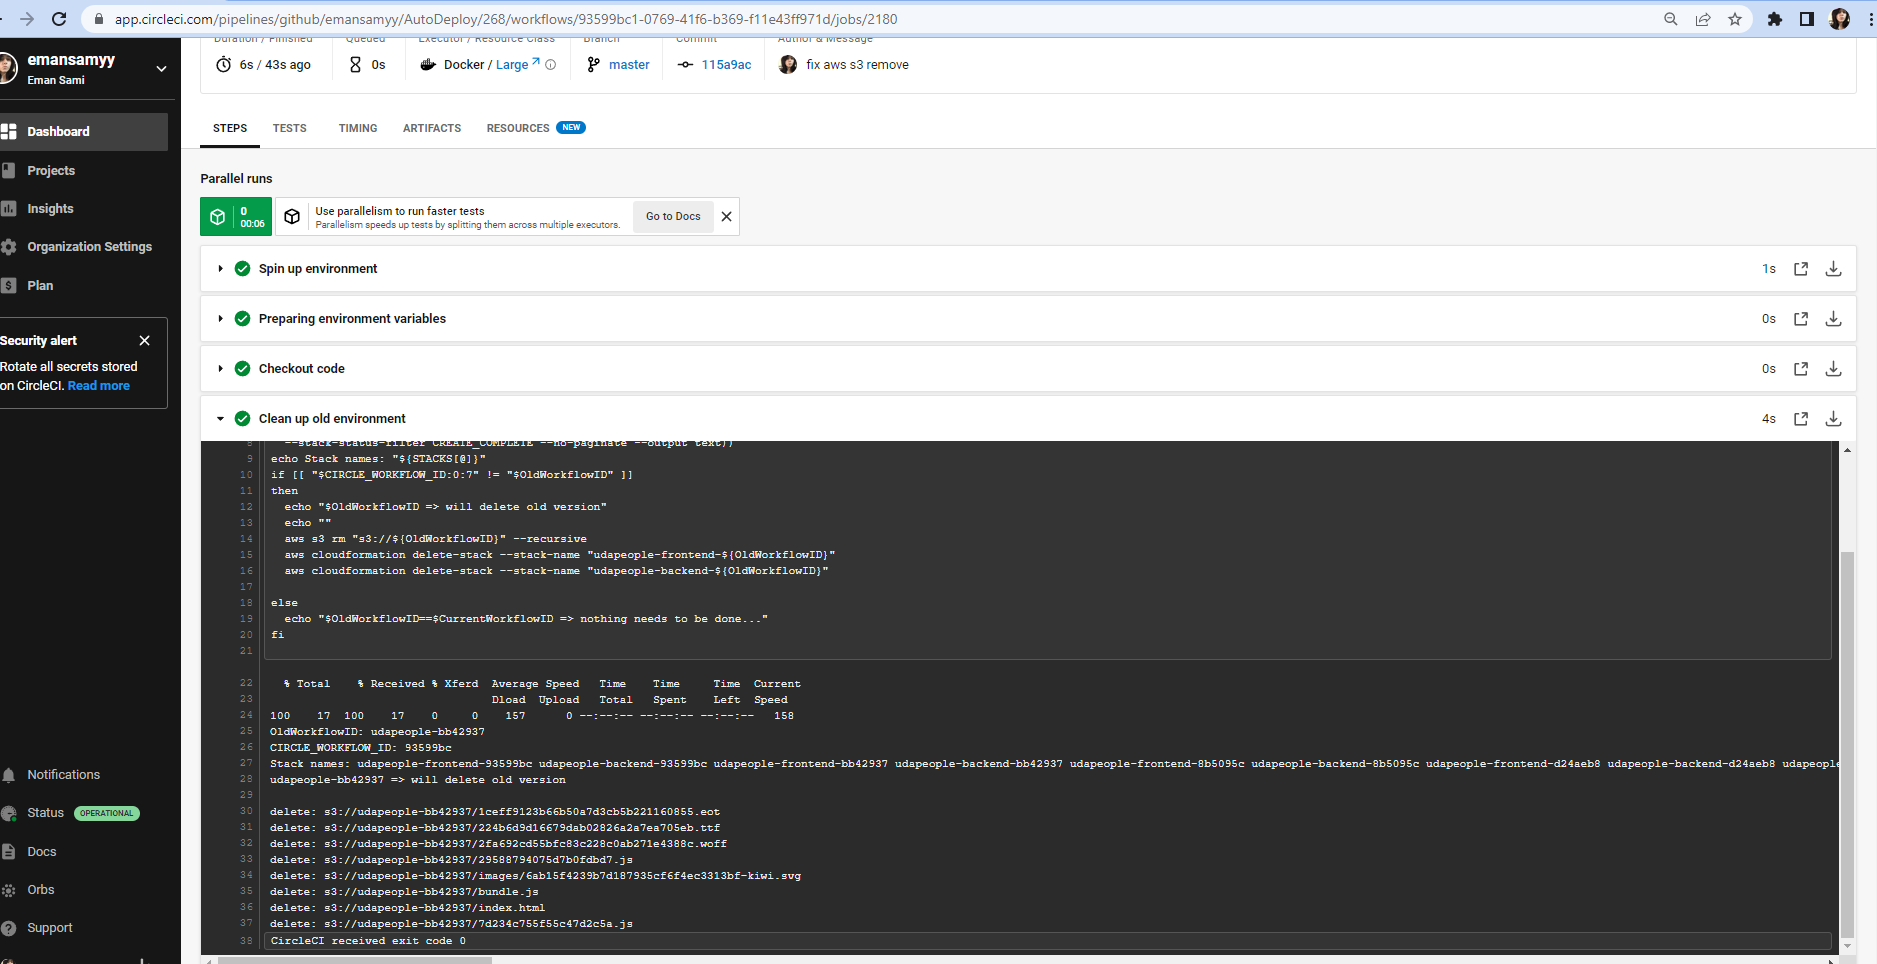 app.circleci.com/pipelines/github/emansamyy/AutoDeploy/268/workflows/93599bc1-0769-41f6-b369-f11e43ff971d/jobs/2180
emansamyy
Eman Sami
Dashboard
Projects
Insights
Organization Settings
Plan
Security alert
Rotate all secrets stored
on CircleCI. Read more
Notifications
Status OPERATIONAL
Docs
Orbs
Support
Duration / Finished Queued Executor / Resource Class Branch Commit Author & Message
6s / 43s ago 0s Docker / Large master 115a9ac fix aws s3 remove
STEPS TESTS TIMING ARTIFACTS RESOURCES NEW
Parallel runs
0
00:06
Use parallelism to run faster tests
Parallelism speeds up tests by splitting them across multiple executors.
Go to Docs
Spin up environment 1s
Preparing environment variables 0s
Checkout code 0s
Clean up old environment 4s
8 --stack-status-filter CREATE_COMPLETE --no-paginate --output text))
9 echo Stack names: "${STACKS[@]}"
10 if [[ "$CIRCLE_WORKFLOW_ID:0:7" != "$OldWorkflowID" ]]
11 then
12 echo "$OldWorkflowID => will delete old version"
13 echo ""
14 aws s3 rm "s3://${OldWorkflowID}" --recursive
15 aws cloudformation delete-stack --stack-name "udapeople-frontend-${OldWorkflowID}"
16 aws cloudformation delete-stack --stack-name "udapeople-backend-${OldWorkflowID}"
17
18 else
19 echo "$OldWorkflowID==$CurrentWorkflowID => nothing needs to be done..."
20 fi
21
22 % Total % Received % Xferd Average Speed Time Time Time Current
23 Dload Upload Total Spent Left Speed
24 100 17 100 17 0 0 157 0 --:--:-- --:--:-- --:--:-- 158
25 OldWorkflowID: udapeople-bb42937
26 CIRCLE_WORKFLOW_ID: 93599bc
27 Stack names: udapeople-frontend-93599bc udapeople-backend-93599bc udapeople-frontend-bb42937 udapeople-backend-bb42937 udapeople-frontend-8b5095c udapeople-backend-8b5095c udapeople-frontend-d24aeb8 udapeople-backend-d24aeb8 udapeople
28 udapeople-bb42937 => will delete old version
29
30 delete: s3://udapeople-bb42937/1ceff9123b66b50a7d3cb5b221160855.eot
31 delete: s3://udapeople-bb42937/224b6d9d16679dab02826a2a7ea705eb.ttf
32 delete: s3://udapeople-bb42937/2fa692cd55bfc83c228c0ab271e4388c.woff
33 delete: s3://udapeople-bb42937/29588794075d7b0fdbd7.js
34 delete: s3://udapeople-bb42937/images/6ab15f4239b7d187935cf6f4ec3313bf-kiwi.svg
35 delete: s3://udapeople-bb42937/bundle.js
36 delete: s3://udapeople-bb42937/index.html
37 delete: s3://udapeople-bb42937/7d234c755f55c47d2c5a.js
38 CircleCI received exit code 0